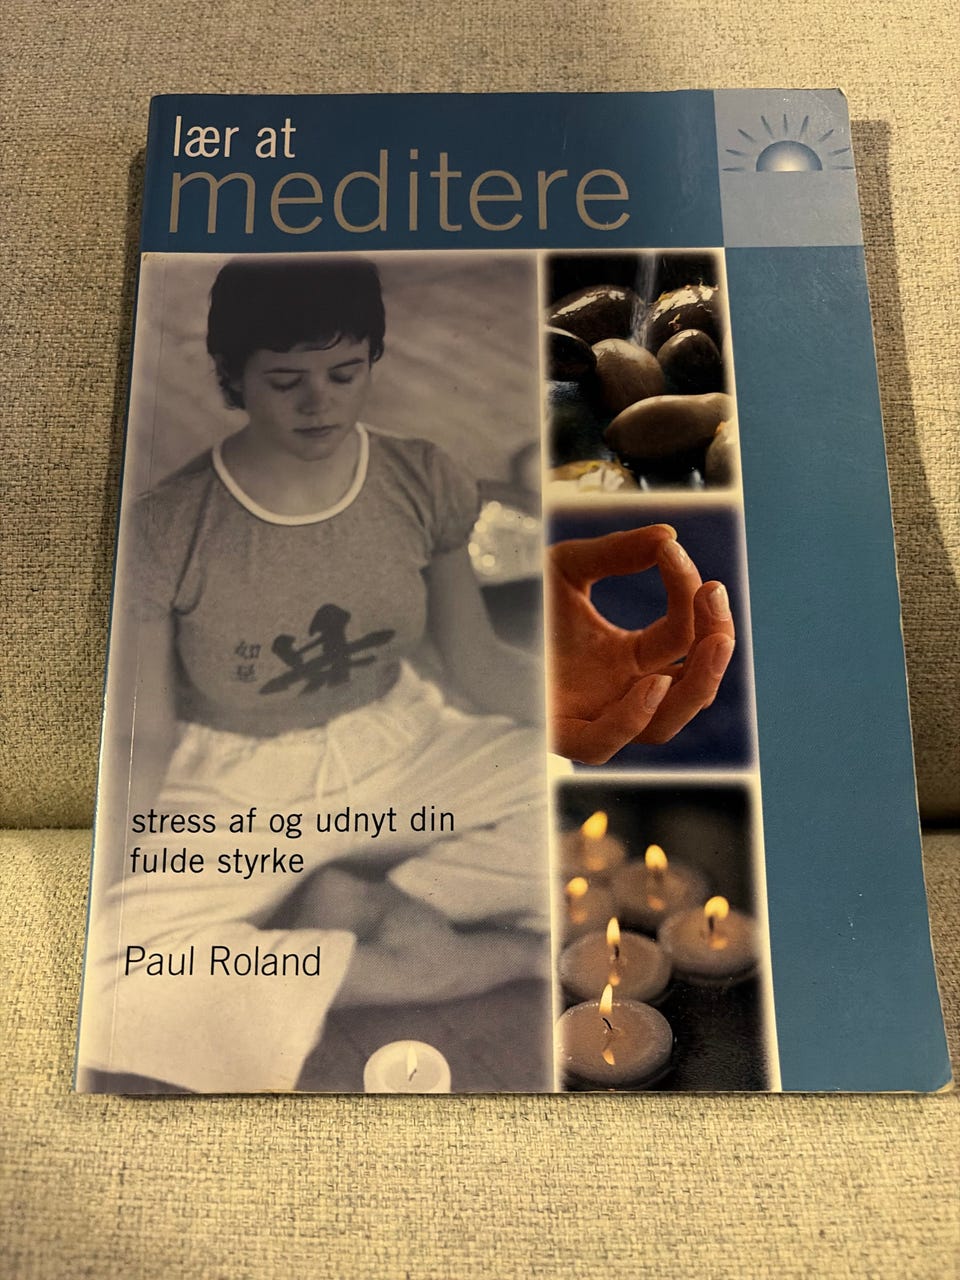 lær at
meditere
stress af og udnyt din
fulde styrke
Paul Roland